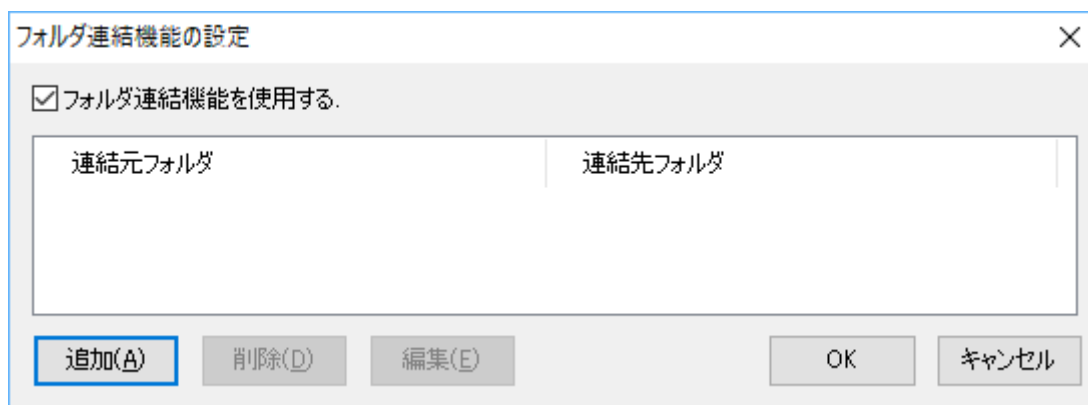 フォルダ連結機能の設定
フォルダ連結機能を使用する.
連結元フォルダ 連結先フォルダ
追加(A) 削除(D) 編集(E) OK キャンセル